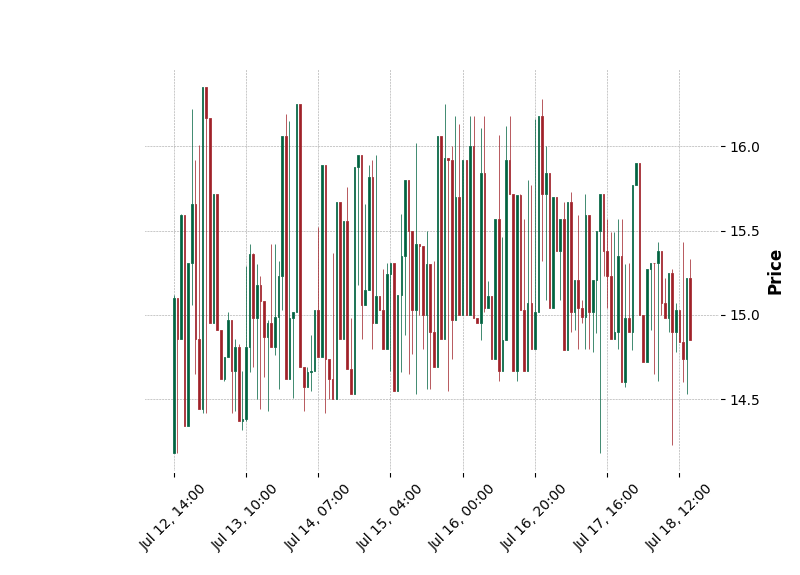 16.0
15.5
15.0
14.5
Price
Jul 12, 14:00
Jul 13, 10:00
Jul 14, 07:00
Jul 15, 04:00
Jul 16, 00:00
Jul 16, 20:00
Jul 17, 16:00
Jul 18, 12:00